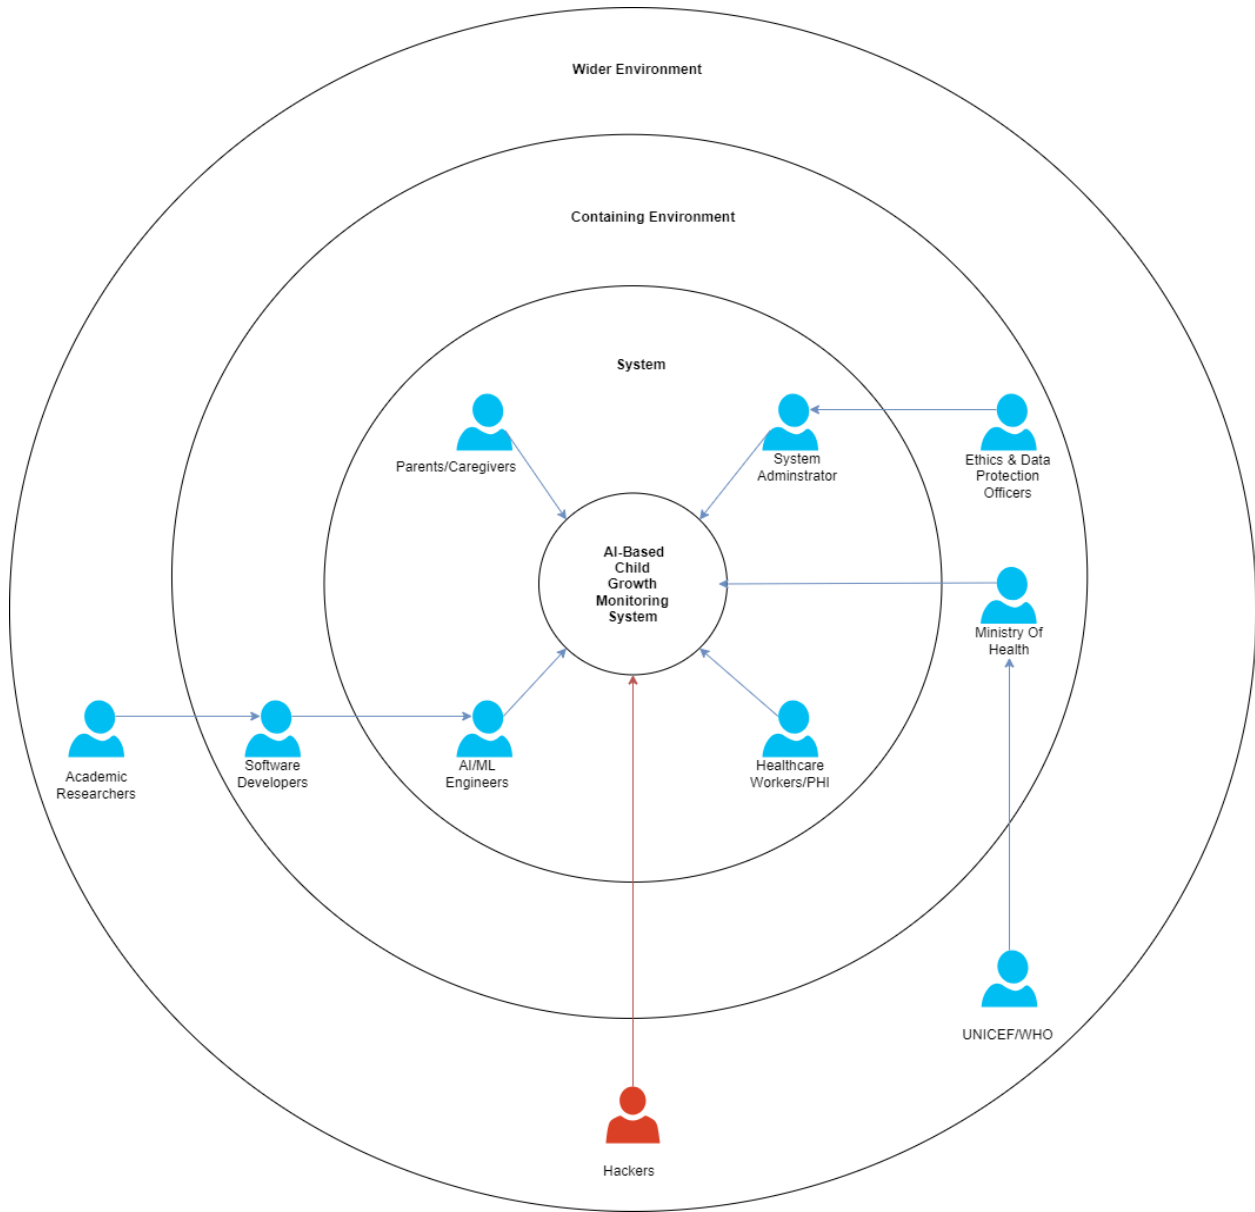 Wider Environment
Containing Environment
System
Parents/Caregivers
System
Adminstrator
Ethics & Data
Protection
Officers
AI-Based
Child
Growth
Monitoring
System
Ministry Of
Health
Academic
Researchers
Software
Developers
AI/ML
Engineers
Healthcare
Workers/PHI
UNICEF/WHO
Hackers